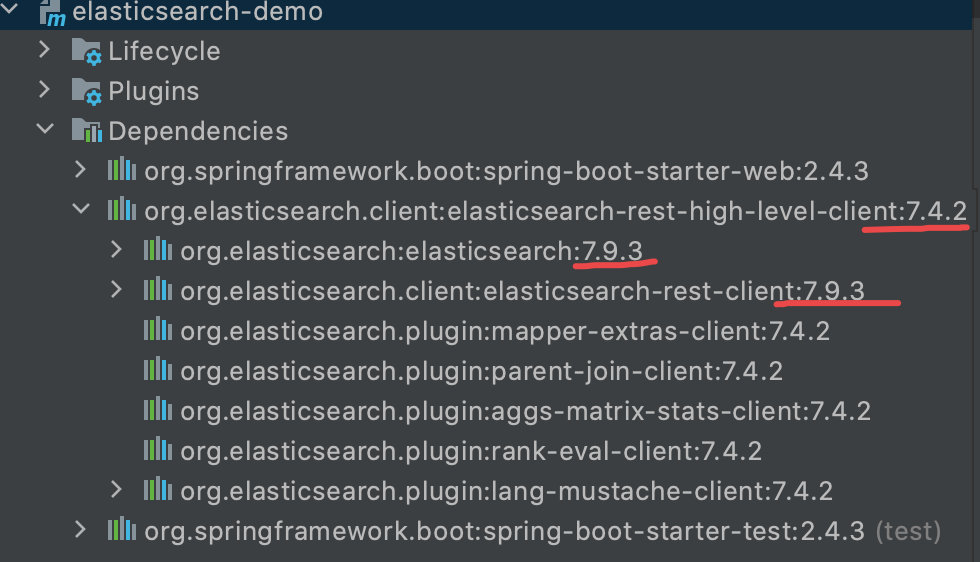 elasticsearch-demo
Lifecycle
Plugins
Dependencies
org.springframework.boot:spring-boot-starter-web:2.4.3
org.elasticsearch.client:elasticsearch-rest-high-level-client:7.4.2
org.elasticsearch:elasticsearch:7.9.3
org.elasticsearch.client:elasticsearch-rest-client:7.9.3
org.elasticsearch.plugin:mapper-extras-client:7.4.2
org.elasticsearch.plugin:parent-join-client:7.4.2
org.elasticsearch.plugin:aggs-matrix-stats-client:7.4.2
org.elasticsearch.plugin:rank-eval-client:7.4.2
org.elasticsearch.plugin:lang-mustache-client:7.4.2
org.springframework.boot:spring-boot-starter-test:2.4.3 (test)